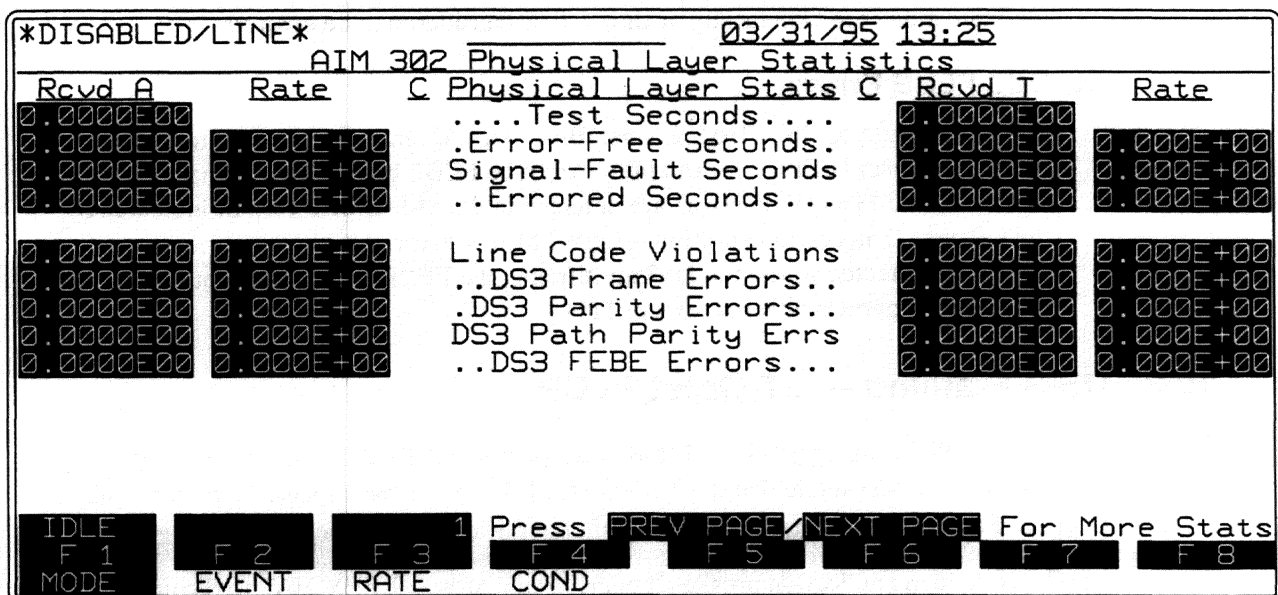 *DISABLED/LINE* 03/31/95 13:25
AIM 302 Physical Layer Statistics
Rcvd A Rate C Physical Layer Stats C Rcvd T Rate
0.0000E00 ....Test Seconds.... 0.0000E00
0.0000E00 0.000E+00 .Error-Free Seconds. 0.0000E00 0.000E+00
0.0000E00 0.000E+00 Signal-Fault Seconds 0.0000E00 0.000E+00
0.0000E00 0.000E+00 ..Errored Seconds... 0.0000E00 0.000E+00
0.0000E00 0.000E+00 Line Code Violations 0.0000E00 0.000E+00
0.0000E00 0.000E+00 ..DS3 Frame Errors.. 0.0000E00 0.000E+00
0.0000E00 0.000E+00 .DS3 Parity Errors.. 0.0000E00 0.000E+00
0.0000E00 0.000E+00 DS3 Path Parity Errs 0.0000E00 0.000E+00
0.0000E00 0.000E+00 ..DS3 FEBE Errors... 0.0000E00 0.000E+00
IDLE 1 Press PREV PAGE/NEXT PAGE For More Stats
F 1 F 2 F 3 F 4 F 5 F 6 F 7 F 8
MODE EVENT RATE COND